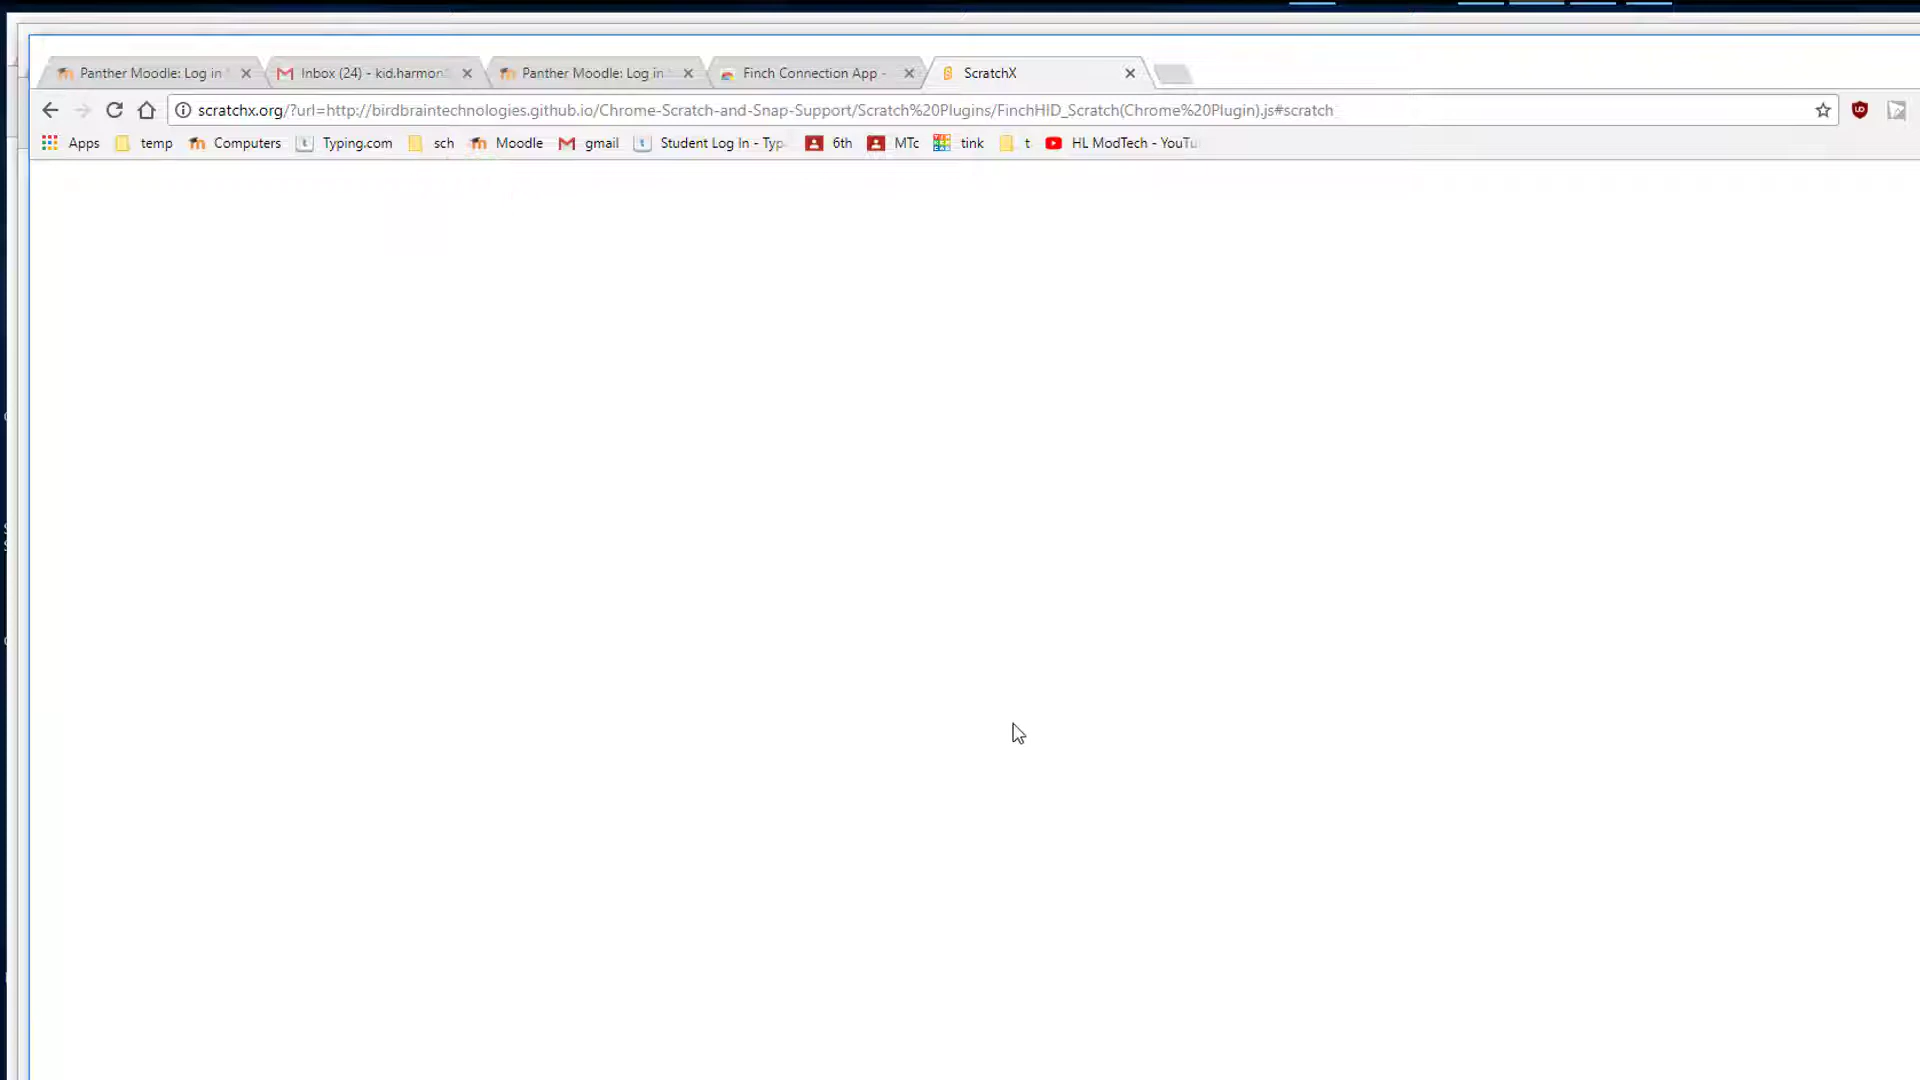 Panther Moodle: Log in
Inbox (24) - kid.harmon
Panther Moodle: Log in
Finch Connection App -
ScratchX
scratchx.org/?url=http://birdbraintechnologies.github.io/Chrome-Scratch-and-Snap-Support/Scratch%20Plugins/FinchHID_Scratch(Chrome%20Plugin).js#scratch
Apps temp Computers Typing.com sch Moodle gmail Student Log In - Typ 6th MTc tink t HL ModTech - YouTu